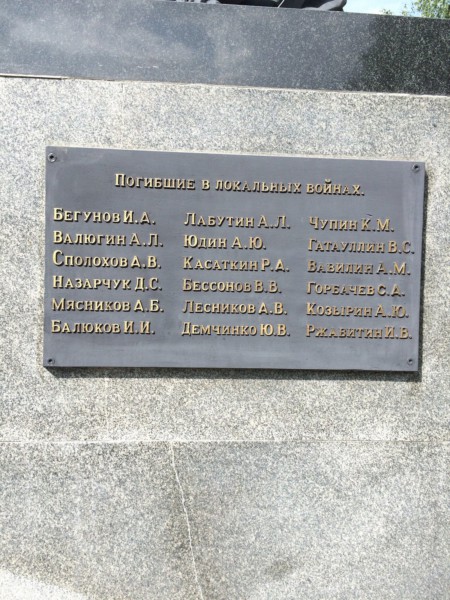 Погибшие в локальных войнах.
Бегунов И.А. Лабутин А.Л. Чупин К.М.
Валюгин А.Л. Юдин А.Ю. Гатауллин В.С.
Сполохов А.В. Касаткин Р.А. Вавилин А.М.
Назарчук Д.С. Бессонов В.В. Горбачев С.А.
Мясников А.Б. Лесников А.В. Козырин А.Ю.
Балюков И.И. Демчинко Ю.В. Ржавитин И.В.